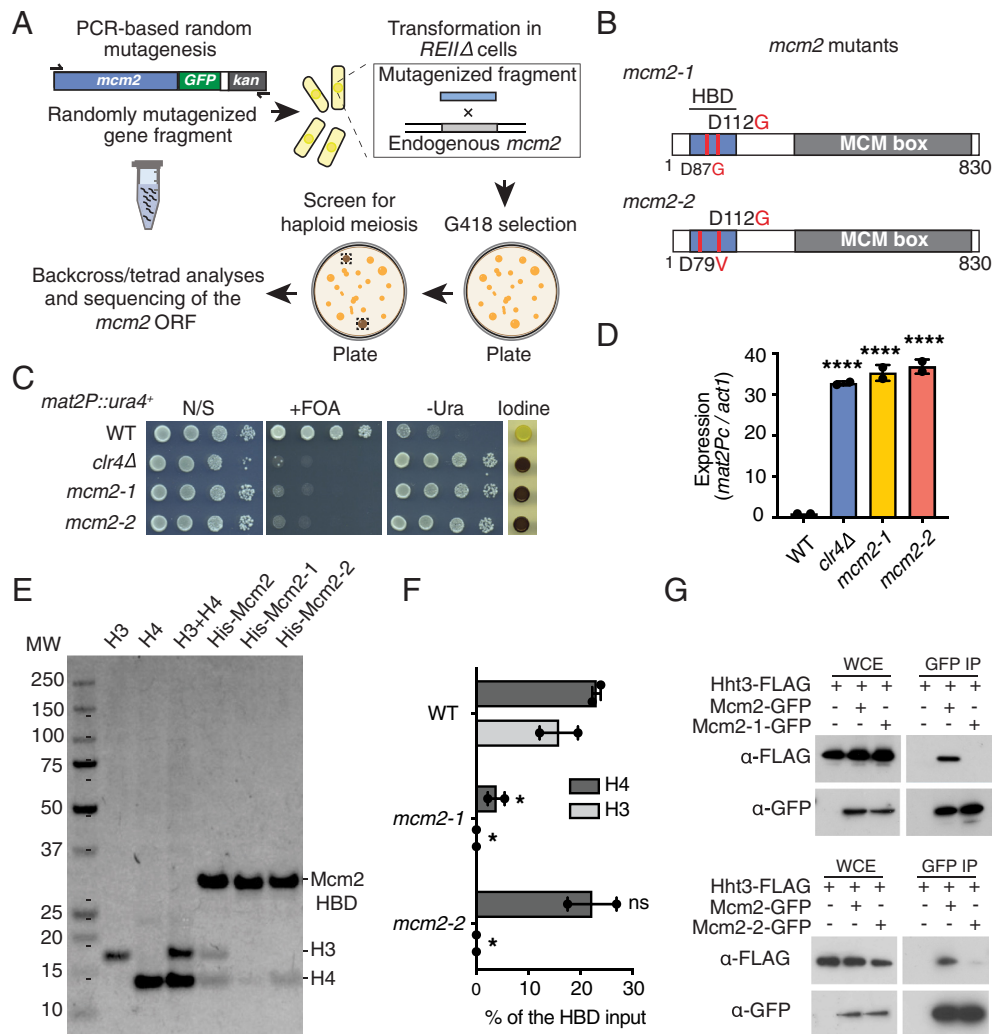 A
PCR-based random
mutagenesis
mcm2 GFP kan
Randomly mutagenized
gene fragment
Transformation in
REIIΔ cells
Mutagenized fragment
×
Endogenous mcm2
G418 selection
Plate
Screen for
haploid meiosis
Plate
Backcross/tetrad analyses
and sequencing of the
mcm2 ORF
B
mcm2 mutants
mcm2-1
HBD
D112G
MCM box
1 D87G 830
mcm2-2
D112G
MCM box
1 D79V 830
C
mat2P::ura4+ N/S +FOA -Ura Iodine
WT
clr4Δ
mcm2-1
mcm2-2
D
Expression
(mat2Pc / act1)
40
30
20
10
0
**** **** ****
WT clr4Δ mcm2-1 mcm2-2
E
MW H3 H4 H3+H4 His-Mcm2 His-Mcm2-1 His-Mcm2-2
250
150
100
75
50
37
25
20
15
10
Mcm2
HBD
H3
H4
F
WT
mcm2-1 * *
mcm2-2 ns *
H4
H3
0 10 20 30
% of the HBD input
G
WCE GFP IP
Hht3-FLAG + + + + + +
Mcm2-GFP - + - - + -
Mcm2-1-GFP - - + - - +
α-FLAG
α-GFP
WCE GFP IP
Hht3-FLAG + + + + + +
Mcm2-GFP - + - - + -
Mcm2-2-GFP - - + - - +
α-FLAG
α-GFP